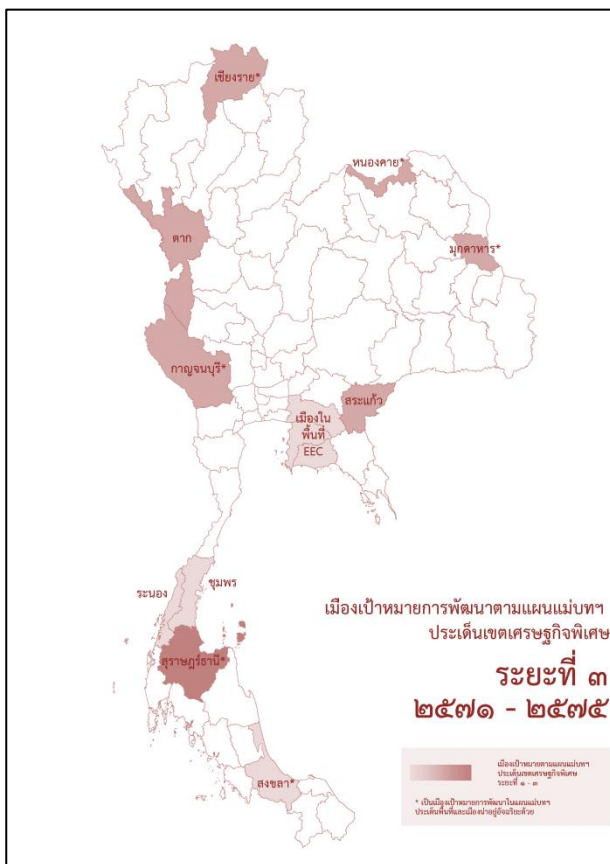 เชียงราย*
หนองคาย*
ตาก
มุกดาหาร*
กาญจนบุรี*
สระแก้ว
เมืองใน
พื้นที่
EEC
ระนอง
ชุมพร
สุราษฎร์ธานี*
สงขลา*
เมืองเป้าหมายการพัฒนาตามแผนแม่บทฯ
ประเด็นเขตเศรษฐกิจพิเศษ
ระยะที่ ๓
๒๕๗๑ - ๒๕๗๕
เมืองเป้าหมายตามแผนแม่บทฯ
ประเด็นเขตเศรษฐกิจพิเศษ
ระยะที่ ๑ - ๓
* เป็นเมืองเป้าหมายการพัฒนาในแผนแม่บทฯ
ประเด็นพื้นที่และเมืองน่าอยู่อัจฉริยะด้วย